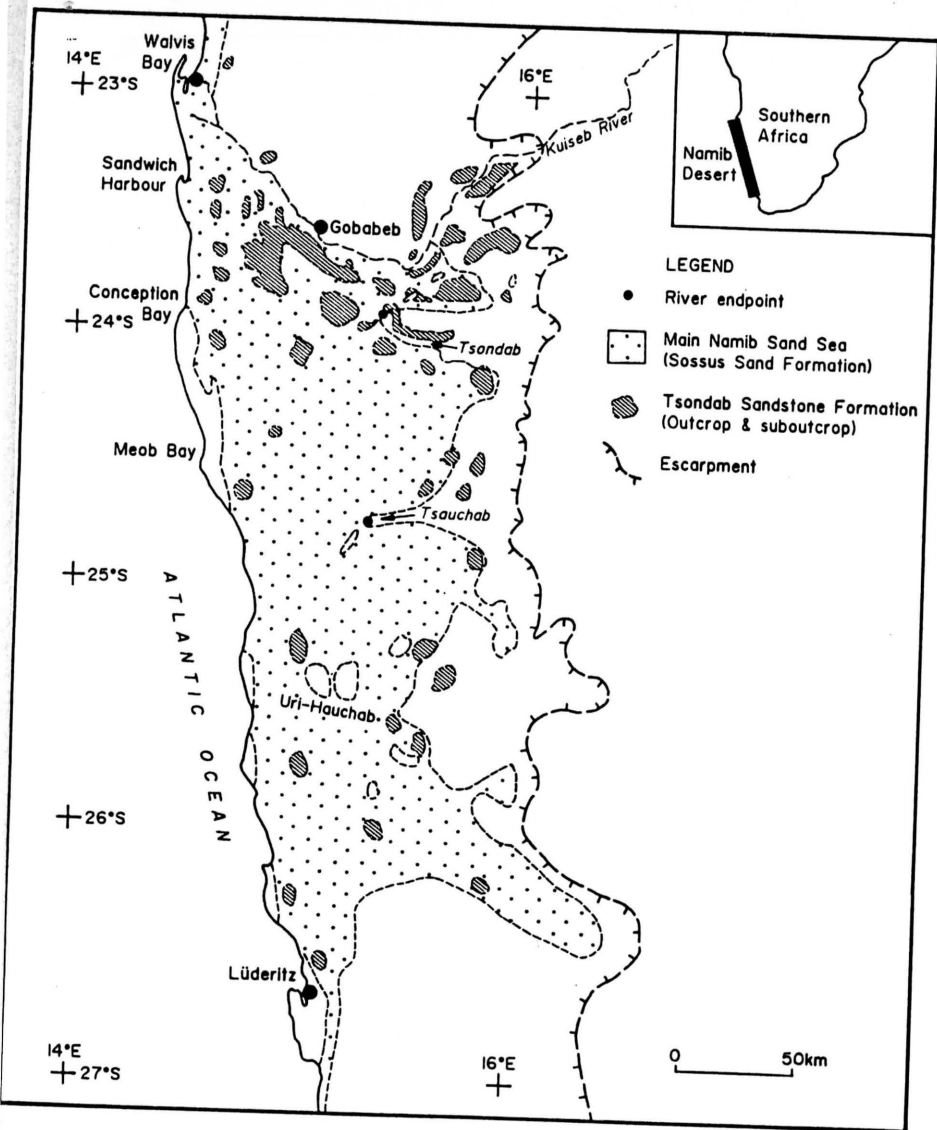 Walvis
Bay
14°E
23°S
16°E
Kuiseb River
Southern
Africa
Namib
Desert
Sandwich
Harbour
Gobabeb
LEGEND
River endpoint
Conception
Bay
24°S
Main Namib Sand Sea
(Sossus Sand Formation)
Tsondab
Tsondab Sandstone Formation
(Outcrop & suboutcrop)
Meob Bay
Escarpment
Tsauchab
25°S
ATLANTIC OCEAN
Uri-Hauchab
26°S
Lüderitz
14°E
27°S
16°E
0 50km